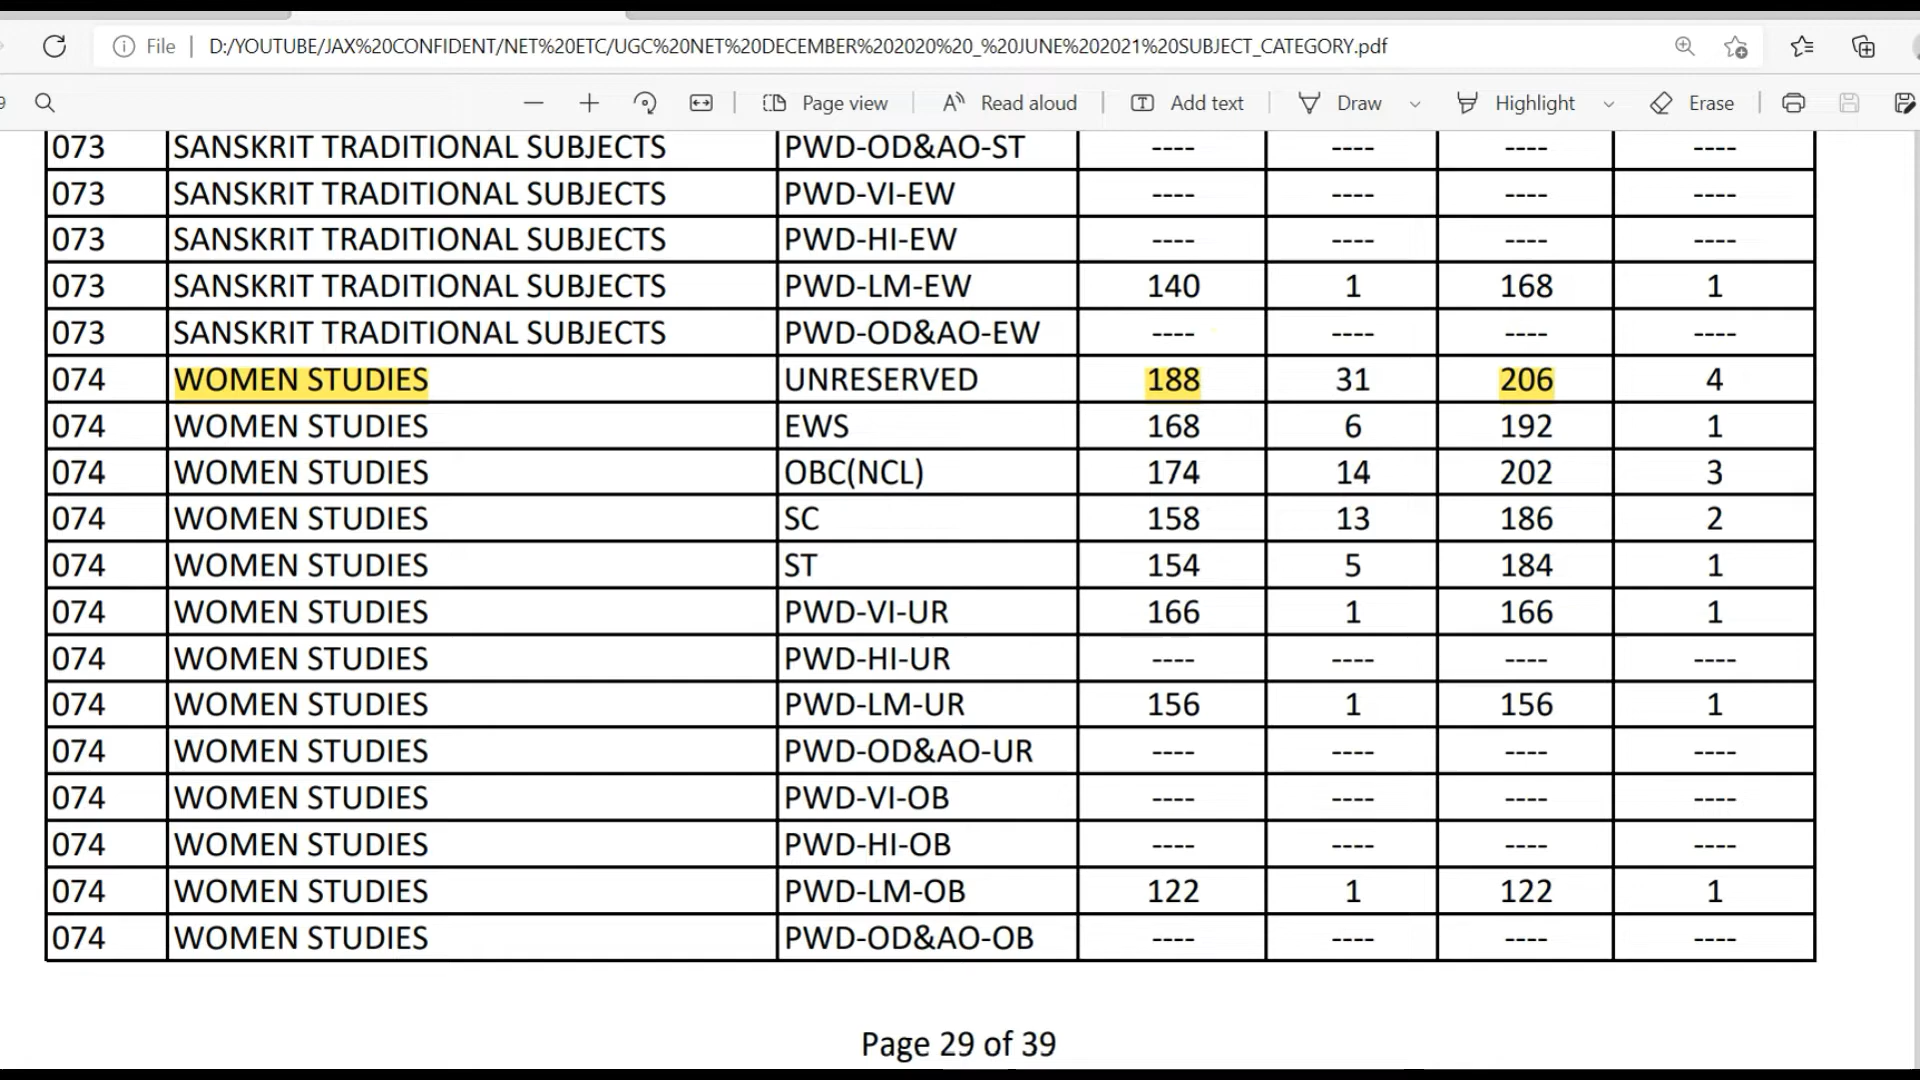 File D:/YOUTUBE/JAX%20CONFIDENT/NET%20ETC/UGC%20NET%20DECEMBER%202020%20_%20JUNE%202021%20SUBJECT_CATEGORY.pdf
9 Page view Read aloud Add text Draw Highlight Erase
073 SANSKRIT TRADITIONAL SUBJECTS PWD-OD&AO-ST ---- ---- ---- ----
073 SANSKRIT TRADITIONAL SUBJECTS PWD-VI-EW ---- ---- ---- ----
073 SANSKRIT TRADITIONAL SUBJECTS PWD-HI-EW ---- ---- ---- ----
073 SANSKRIT TRADITIONAL SUBJECTS PWD-LM-EW 140 1 168 1
073 SANSKRIT TRADITIONAL SUBJECTS PWD-OD&AO-EW ---- ---- ---- ----
074 WOMEN STUDIES UNRESERVED 188 31 206 4
074 WOMEN STUDIES EWS 168 6 192 1
074 WOMEN STUDIES OBC(NCL) 174 14 202 3
074 WOMEN STUDIES SC 158 13 186 2
074 WOMEN STUDIES ST 154 5 184 1
074 WOMEN STUDIES PWD-VI-UR 166 1 166 1
074 WOMEN STUDIES PWD-HI-UR ---- ---- ---- ----
074 WOMEN STUDIES PWD-LM-UR 156 1 156 1
074 WOMEN STUDIES PWD-OD&AO-UR ---- ---- ---- ----
074 WOMEN STUDIES PWD-VI-OB ---- ---- ---- ----
074 WOMEN STUDIES PWD-HI-OB ---- ---- ---- ----
074 WOMEN STUDIES PWD-LM-OB 122 1 122 1
074 WOMEN STUDIES PWD-OD&AO-OB ---- ---- ---- ----
Page 29 of 39